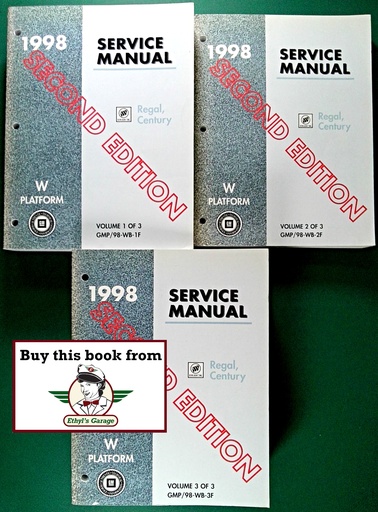 1998
SERVICE
MANUAL
SECOND EDITION
Regal,
Century
W
PLATFORM
VOLUME 1 OF 3
GMP/98-WB-1F
1998
SERVICE
MANUAL
SECOND EDITION
Regal,
Century
W
PLATFORM
VOLUME 2 OF 3
GMP/98-WB-2F
1998
SERVICE
MANUAL
SECOND EDITION
Regal,
Century
Buy this book from
Ethyl's Garage
W
PLATFORM
VOLUME 3 OF 3
GMP/98-WB-3F